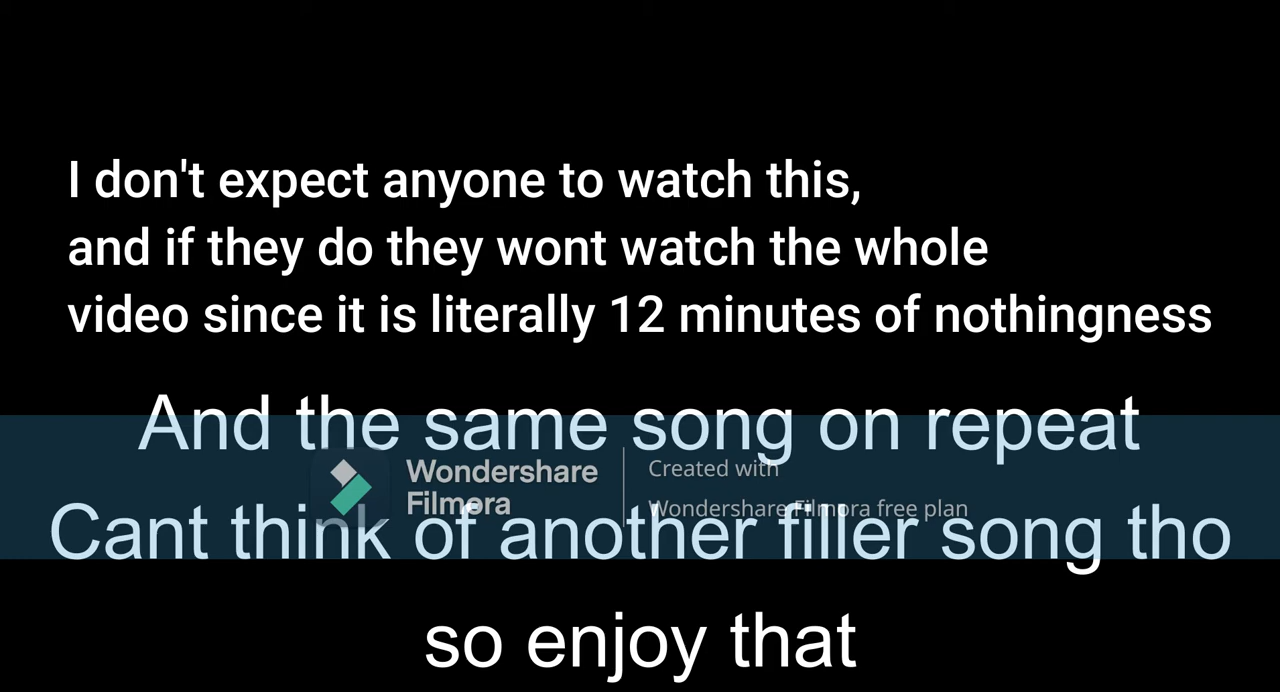 I don't expect anyone to watch this,
and if they do they wont watch the whole
video since it is literally 12 minutes of nothingness
And the same song on repeat
Wondershare
Filmora
Created with
Wondershare Filmora free plan
Cant think of another filler song tho
so enjoy that